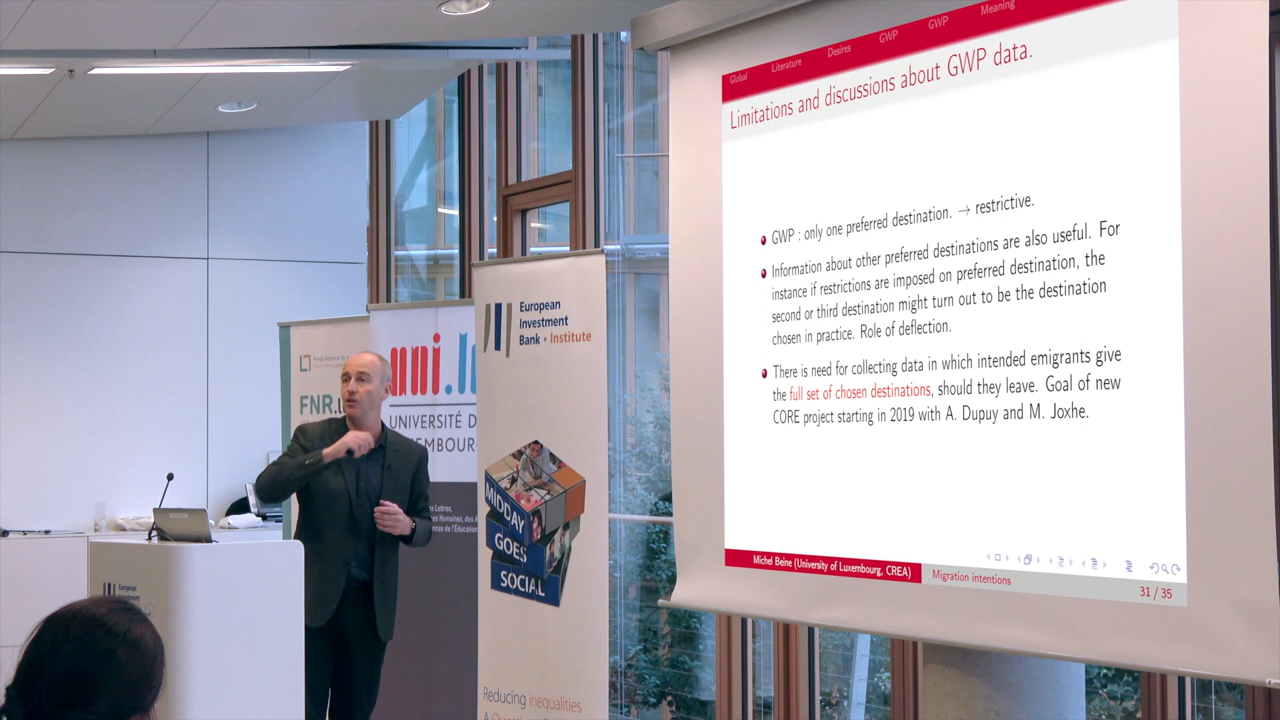 Global Literature Desires GWP GWP Meaning
Limitations and discussions about GWP data.
GWP : only one preferred destination. → restrictive.
Information about other preferred destinations are also useful. For
instance if restrictions are imposed on preferred destination, the
second or third destination might turn out to be the destination
chosen in practice. Role of deflection.
There is need for collecting data in which intended emigrants give
the full set of chosen destinations, should they leave. Goal of new
CORE project starting in 2019 with A. Dupuy and M. Joxhe.
Michel Beine (University of Luxembourg, CREA)
Migration intentions
31 / 35
European
Investment
Bank • Institute
MIDDAY
GOES
SOCIAL
Reducing inequalities
uni.lu
UNIVERSITÉ DU
LUXEMBOURG
FNR.lu
European
Investment